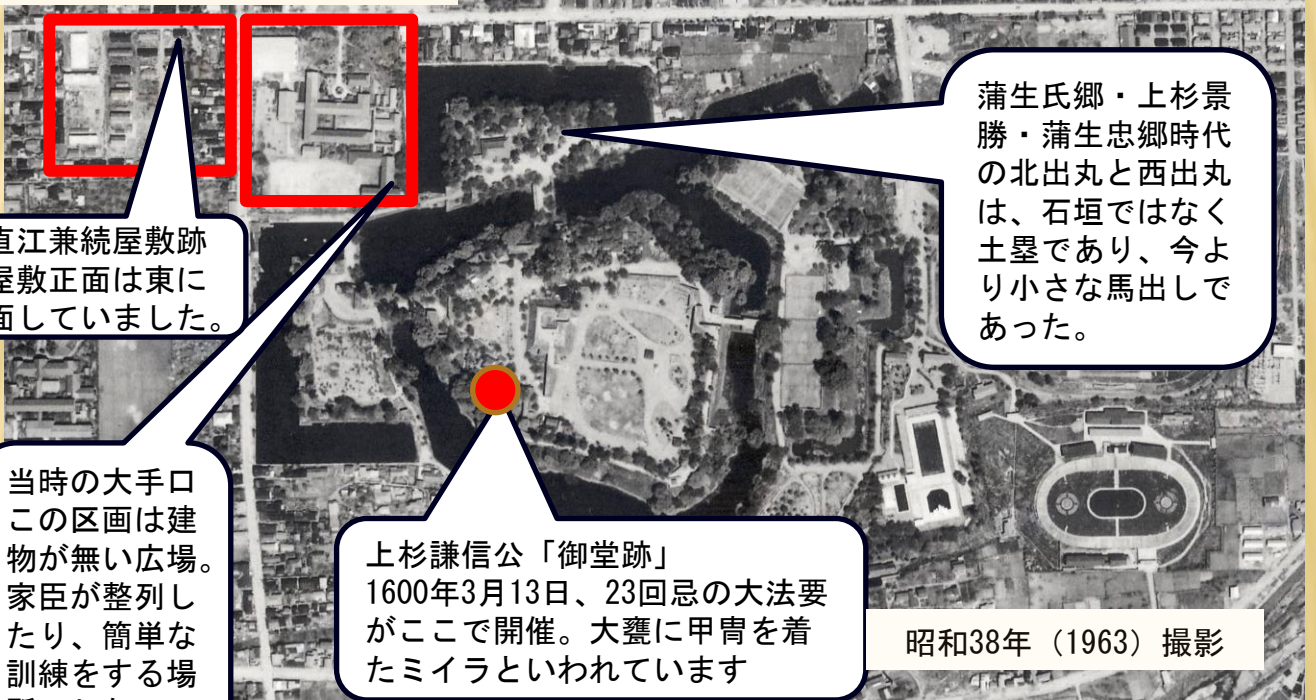 蒲生氏郷・上杉景
勝・蒲生忠郷時代
の北出丸と西出丸
は、石垣ではなく
土塁であり、今よ
り小さな馬出しで
あった。
直江兼続屋敷跡
屋敷正面は東に
面していました。
当時の大手口
この区画は建
物が無い広場。
家臣が整列し
たり、簡単な
訓練をする場
上杉謙信公「御堂跡」
1600年3月13日、23回忌の大法要
がここで開催。大甕に甲冑を着
たミイラといわれています
昭和38年（1963）撮影